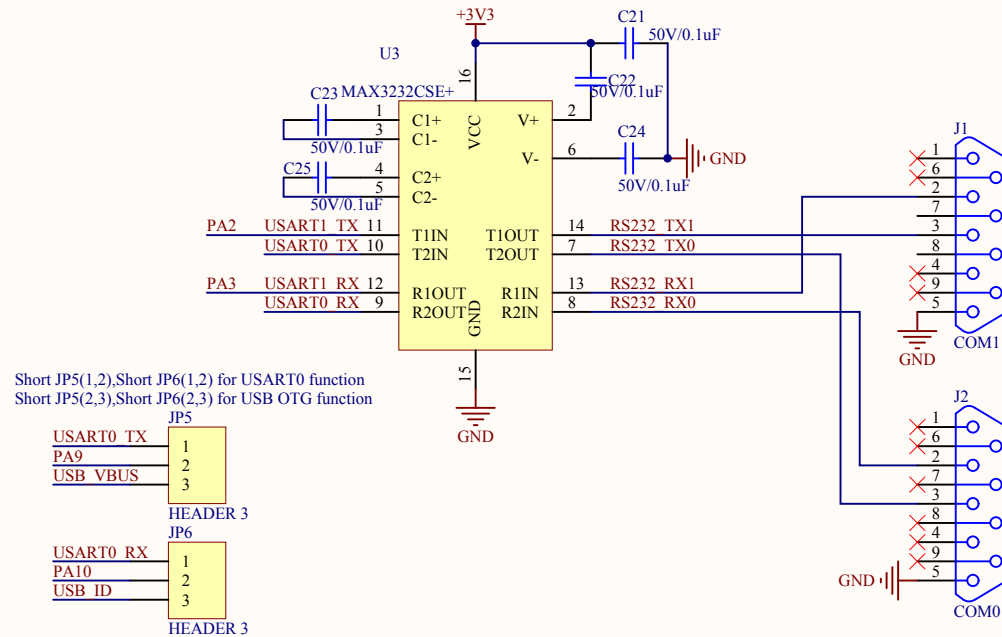 +3V3
C21
50V/0.1uF
U3
16
C22
50V/0.1uF
C23
MAX3232CSE+
1
C1+
VCC
V+
2
3
C1-
50V/0.1uF
C24
V-
6
GND
50V/0.1uF
4
C2+
C25
5
C2-
50V/0.1uF
PA2
USART1_TX
11
T1IN
T1OUT
14
RS232_TX1
USART0_TX
10
T2IN
T2OUT
7
RS232_TX0
PA3
USART1_RX
12
R1OUT
R1IN
13
RS232_RX1
USART0_RX
9
R2OUT
GND
R2IN
8
RS232_RX0
15
GND
J1
1
6
2
7
3
8
4
9
5
GND
COM1
Short JP5(1,2),Short JP6(1,2) for USART0 function
Short JP5(2,3),Short JP6(2,3) for USB OTG function
JP5
USART0_TX
1
PA9
2
USB_VBUS
3
HEADER 3
JP6
USART0_RX
1
PA10
2
USB_ID
3
HEADER 3
J2
1
6
2
7
3
8
4
9
GND
5
COM0